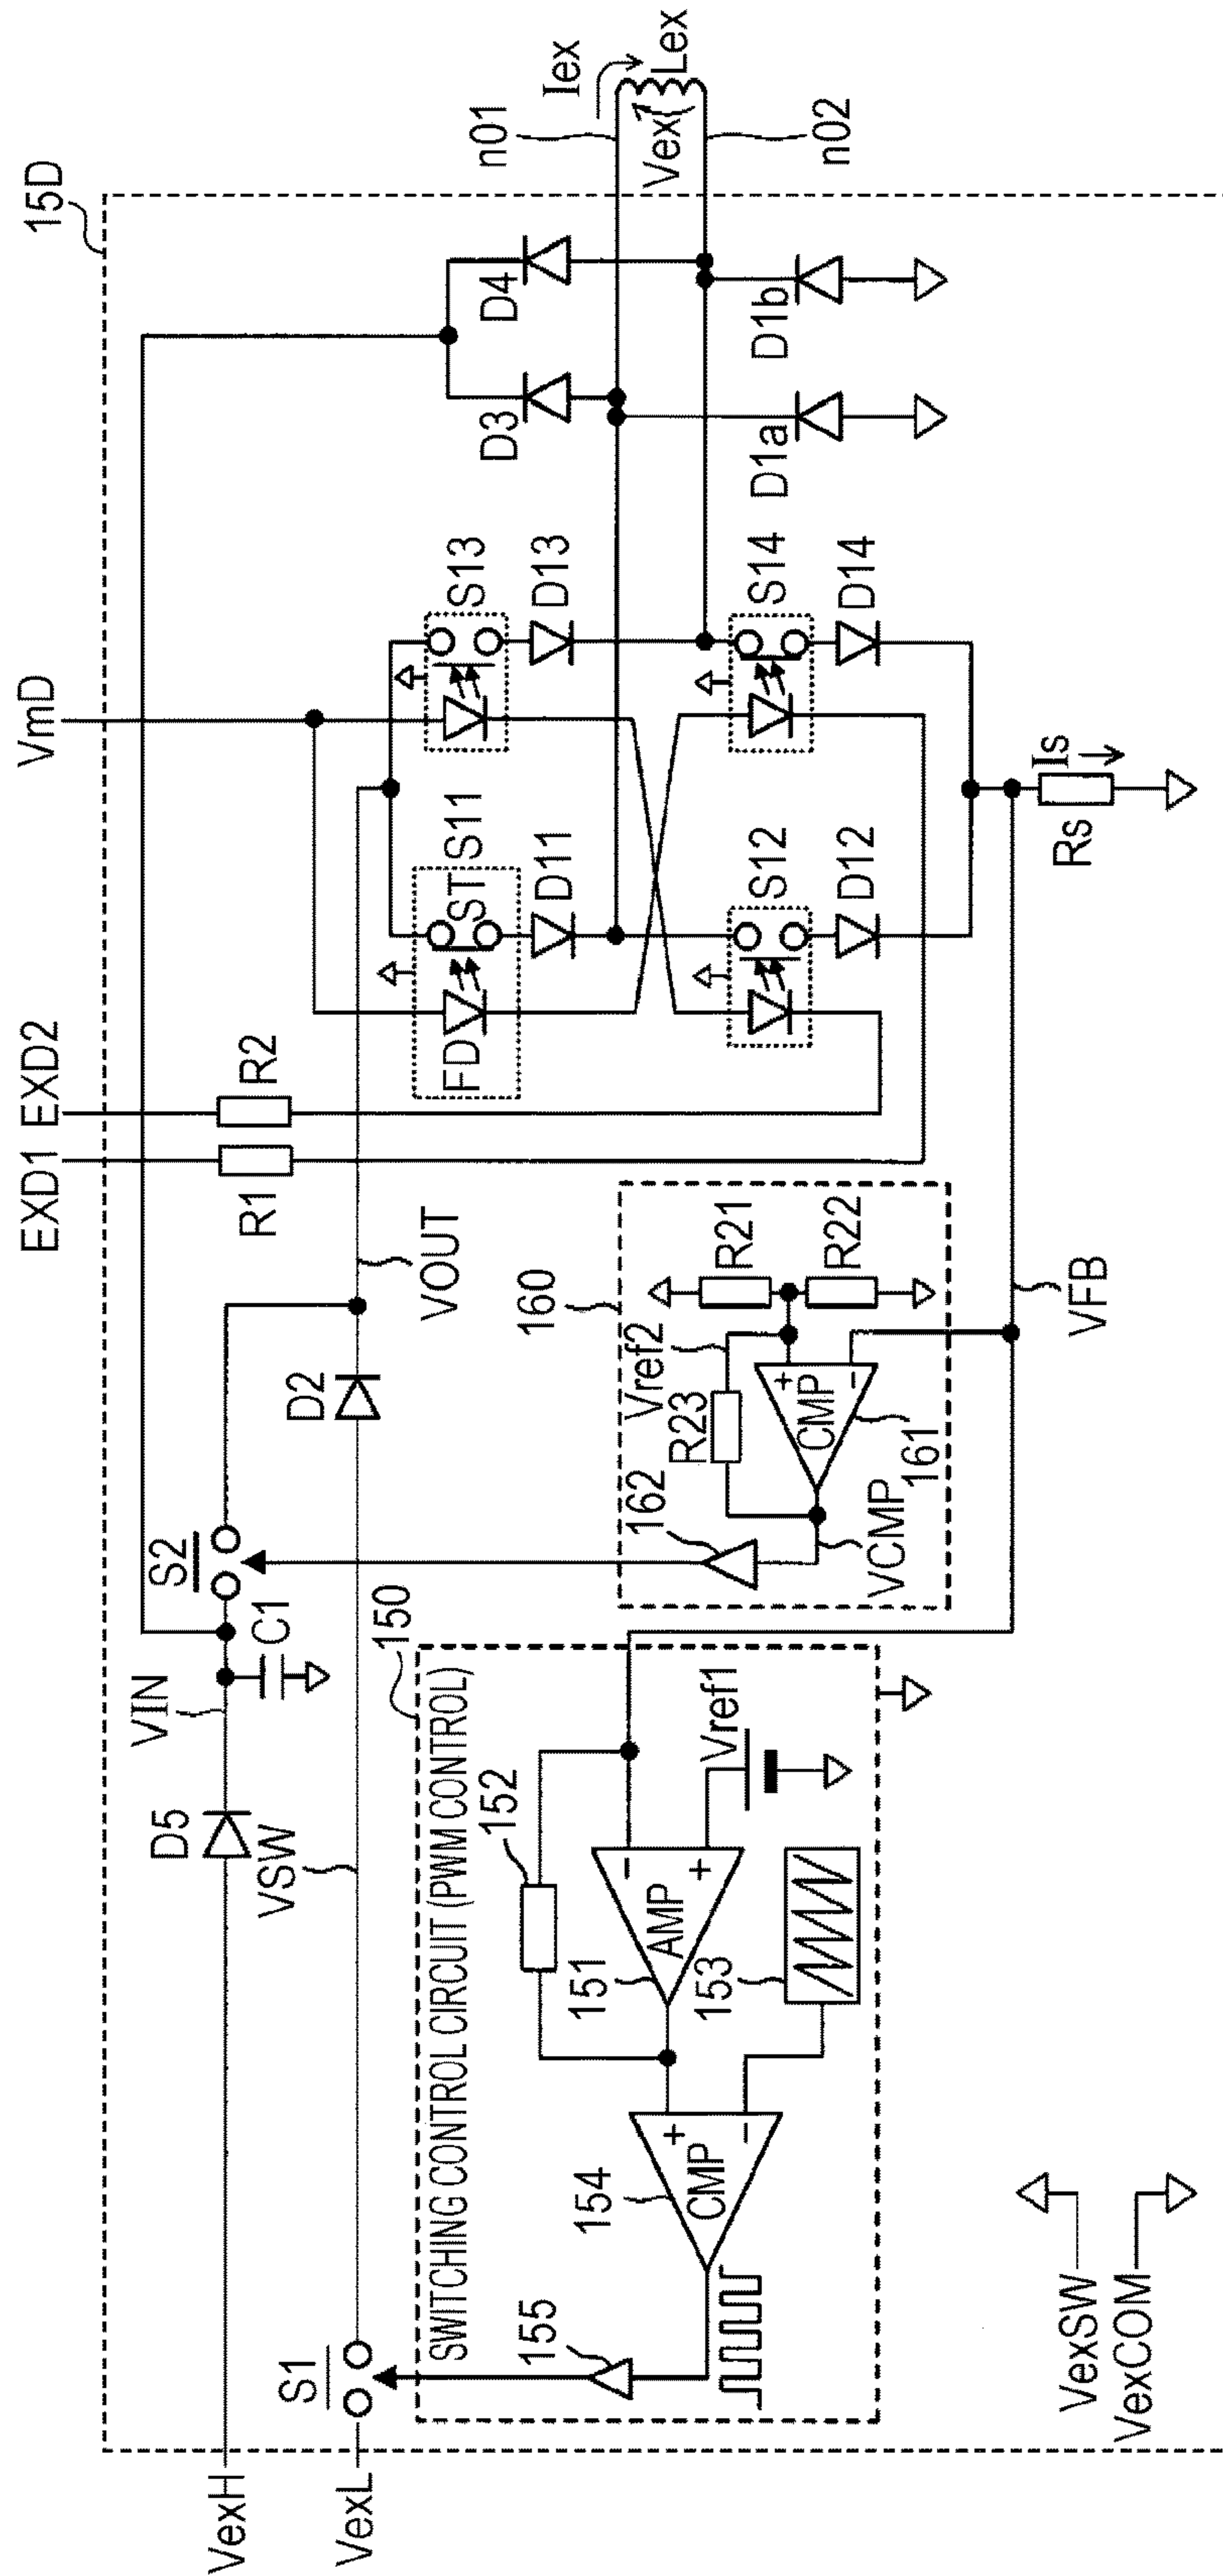 15D
VexH
VexL
D5
VIN
VSW
C1
S2
S1
D2
VOUT
EXD1
EXD2
R1
R2
VmD
S11
ST
FD
D11
S13
D13
S12
D12
S14
D14
D3
D4
D1a
D1b
n01
n02
Iex
Vex
Lex
Rs
Is
VFB
150
SWITCHING CONTROL CIRCUIT (PWM CONTROL)
152
151
AMP
−
+
Vref1
153
154
CMP
+
−
155
160
Vref2
R21
R22
R23
CMP
+
−
161
162
VCMP
VexSW
VexCOM